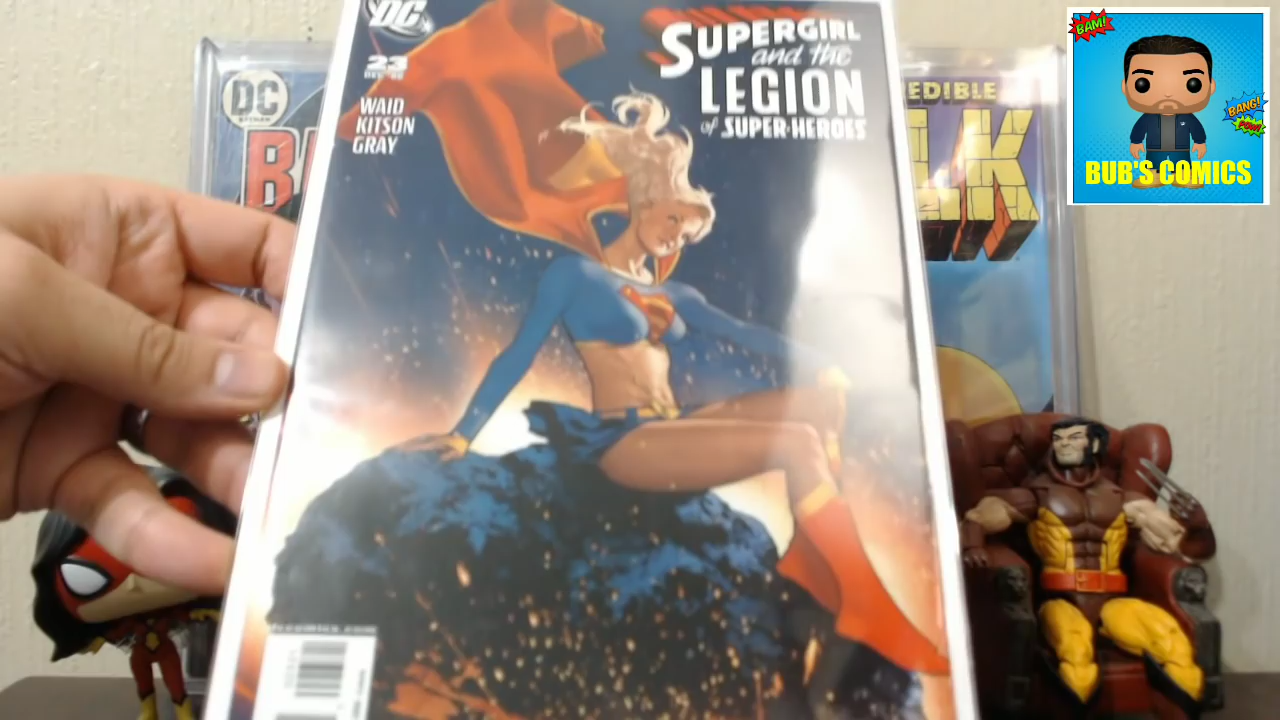 DC
23
WAID
KITSON
GRAY
SUPERGIRL
and the
LEGION
of SUPER-HEROES
DC
EDIBLE
LK
BAM!
BANG!
POW!
BUB'S COMICS